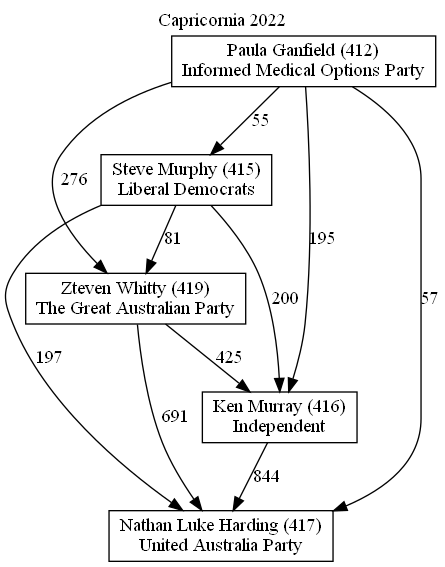 Capricornia 2022
Paula Ganfield (412)
Informed Medical Options Party
55
Steve Murphy (415)
Liberal Democrats
276
81
195
Zteven Whitty (419)
The Great Australian Party
200
57
197
425
Ken Murray (416)
Independent
691
844
Nathan Luke Harding (417)
United Australia Party